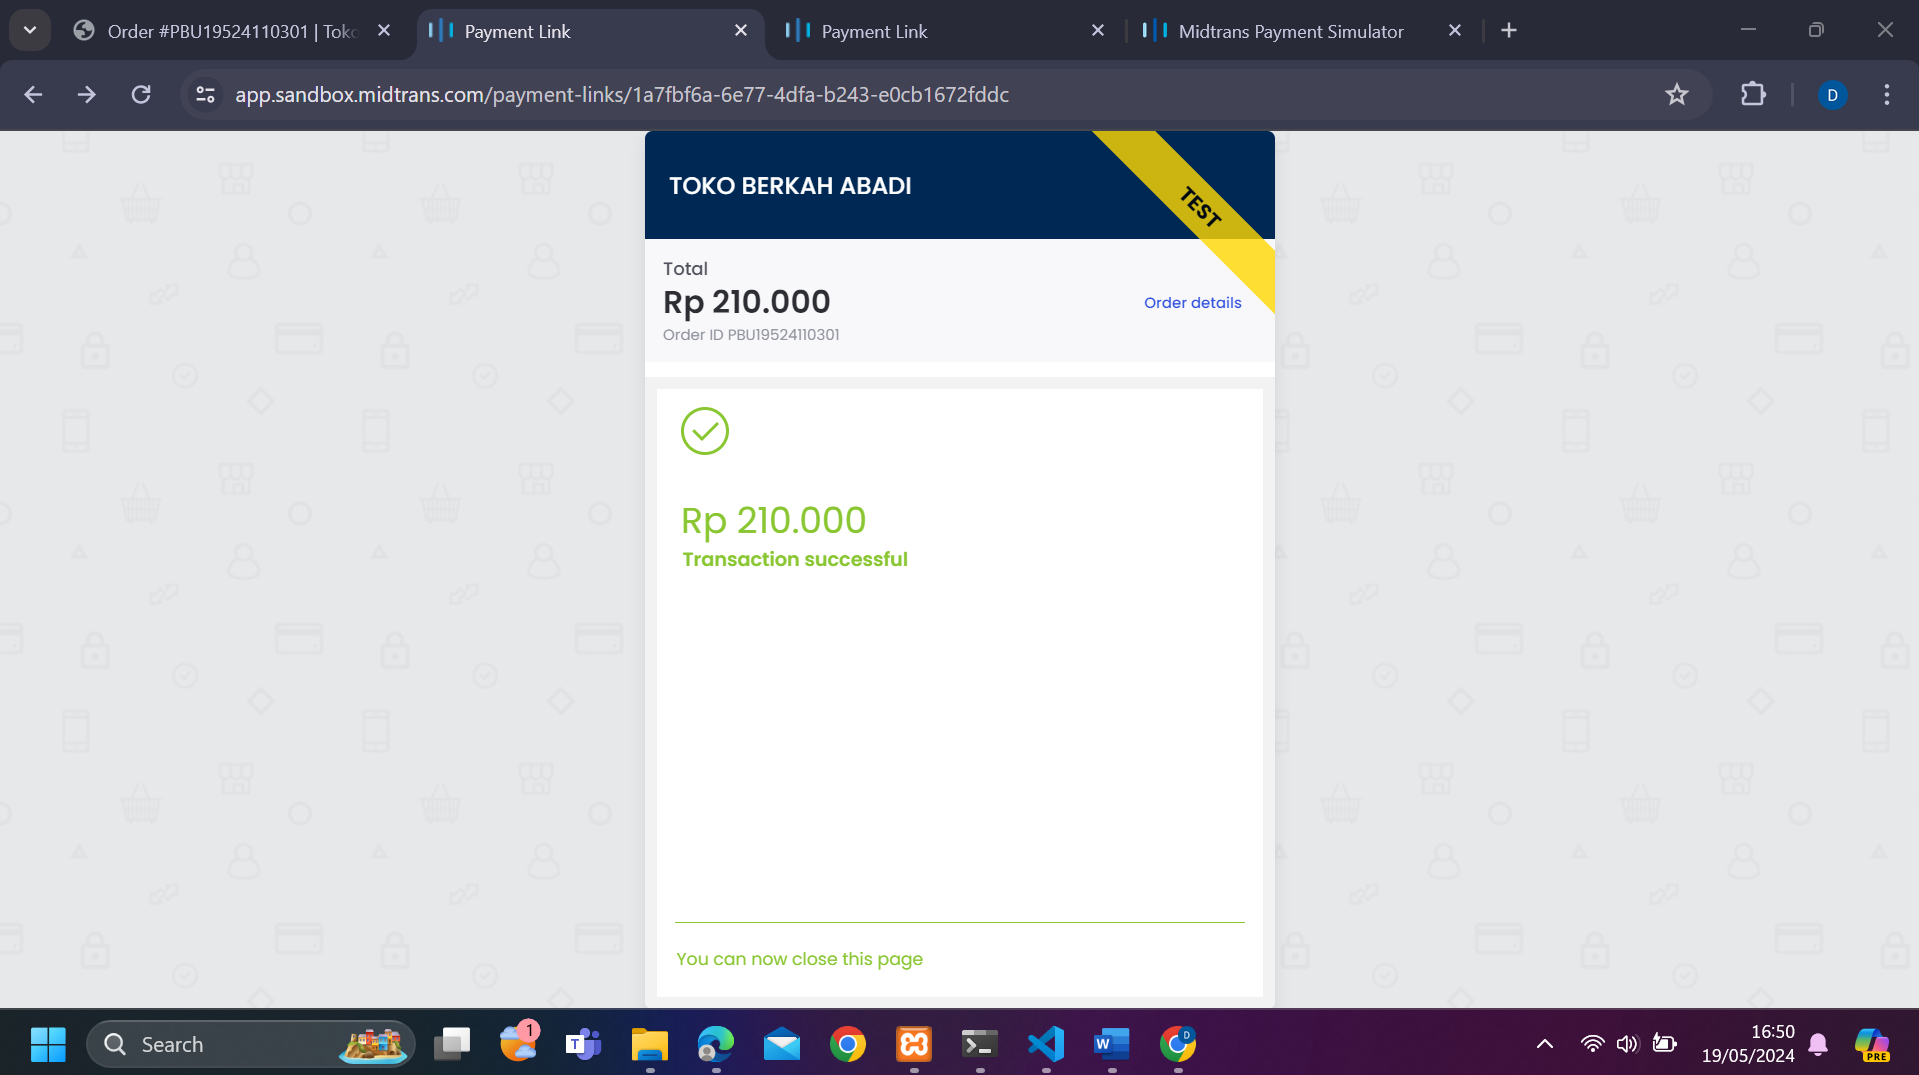 Order #PBU19524110301 | Toko
Payment Link
Payment Link
Midtrans Payment Simulator
app.sandbox.midtrans.com/payment-links/1a7fbf6a-6e77-4dfa-b243-e0cb1672fddc
D
TOKO BERKAH ABADI
TEST
Total
Rp 210.000
Order details
Order ID PBU19524110301
Rp 210.000
Transaction successful
You can now close this page
Search
1
T
W
D
16:50
19/05/2024
PRE